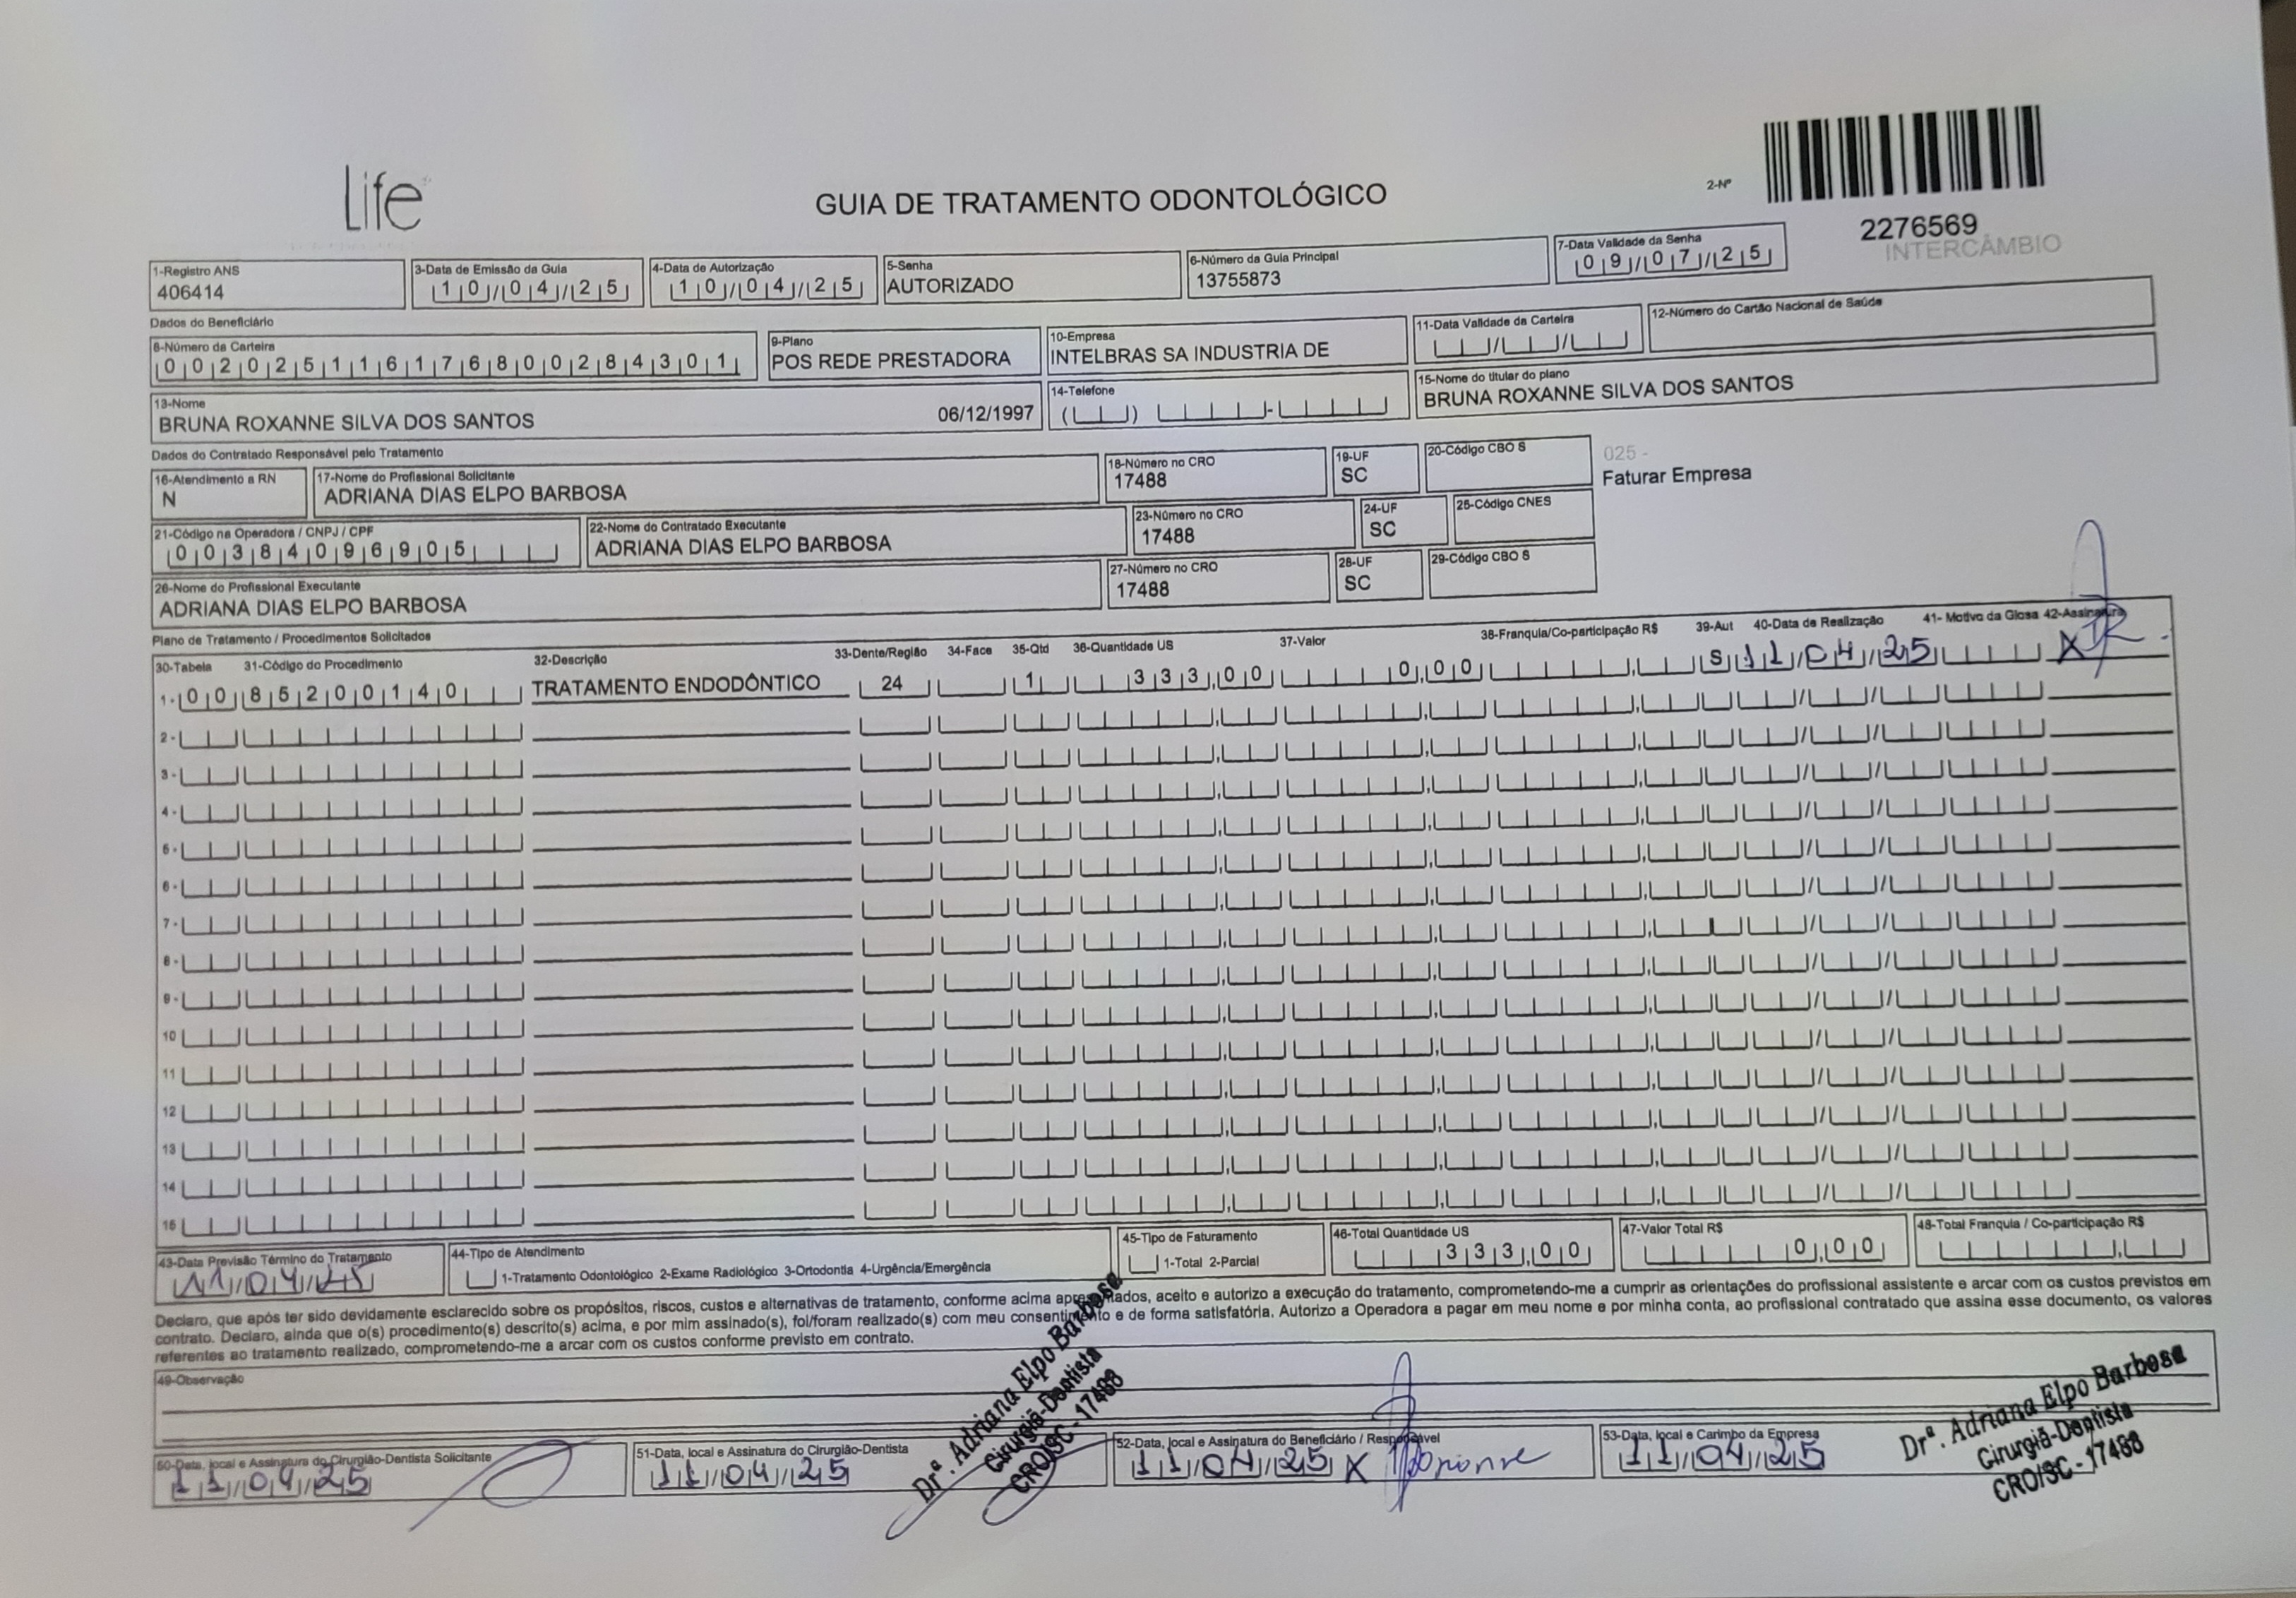 Life
GUIA DE TRATAMENTO ODONTOLÓGICO
2-Nº
2276569
INTERCÂMBIO
1-Registro ANS
406414
3-Data de Emissão da Guia
10/04/25
4-Data de Autorização
10/04/25
5-Senha
AUTORIZADO
6-Número da Guia Principal
13755873
7-Data Validade da Senha
09/07/25
Dados do Beneficiário
8-Número da Carteira
002025116176800284301
9-Plano
POS REDE PRESTADORA
10-Empresa
INTELBRAS SA INDUSTRIA DE
11-Data Validade da Carteira
12-Número do Cartão Nacional de Saúde
13-Nome
BRUNA ROXANNE SILVA DOS SANTOS 06/12/1997
14-Telefone
15-Nome do titular do plano
BRUNA ROXANNE SILVA DOS SANTOS
Dados do Contratado Responsável pelo Tratamento
16-Atendimento a RN
N
17-Nome do Profissional Solicitante
ADRIANA DIAS ELPO BARBOSA
18-Número no CRO
17488
19-UF
SC
20-Código CBO S
025 -
Faturar Empresa
21-Código na Operadora / CNPJ / CPF
00384096905
22-Nome do Contratado Executante
ADRIANA DIAS ELPO BARBOSA
23-Número no CRO
17488
24-UF
SC
25-Código CNES
26-Nome do Profissional Executante
ADRIANA DIAS ELPO BARBOSA
27-Número no CRO
17488
28-UF
SC
29-Código CBO S
Plano de Tratamento / Procedimentos Solicitados
30-Tabela 31-Código do Procedimento 32-Descrição 33-Dente/Região 34-Face 35-Qtd 36-Quantidade US 37-Valor 38-Franquia/Co-participação R$ 39-Aut 40-Data de Realização 41- Motivo da Glosa 42-Assinatura
1- 00 85200140 TRATAMENTO ENDODÔNTICO 24 1 333,00 0,00 S 11/04/25 X
2-
3-
4-
5-
6-
7-
8-
9-
10
11
12
13
14
15
43-Data Previsão Término do Tratamento
11/04/25
44-Tipo de Atendimento
1-Tratamento Odontológico 2-Exame Radiológico 3-Ortodontia 4-Urgência/Emergência
45-Tipo de Faturamento
1-Total 2-Parcial
46-Total Quantidade US
333,00
47-Valor Total R$
0,00
48-Total Franquia / Co-participação R$
Declaro, que após ter sido devidamente esclarecido sobre os propósitos, riscos, custos e alternativas de tratamento, conforme acima apresentados, aceito e autorizo a execução do tratamento, comprometendo-me a cumprir as orientações do profissional assistente e arcar com os custos previstos em
contrato. Declaro, ainda que o(s) procedimento(s) descrito(s) acima, e por mim assinado(s), foi/foram realizado(s) com meu consentimento e de forma satisfatória. Autorizo a Operadora a pagar em meu nome e por minha conta, ao profissional contratado que assina esse documento, os valores
referentes ao tratamento realizado, comprometendo-me a arcar com os custos conforme previsto em contrato.
49-Observação
50-Data, local e Assinatura do Cirurgião-Dentista Solicitante
11/04/25
51-Data, local e Assinatura do Cirurgião-Dentista
11/04/25
Drª. Adriana Elpo Barbosa
Cirurgiã-Dentista
CRO/SC - 17488
52-Data, local e Assinatura do Beneficiário / Responsável
11/04/25 X
53-Data, local e Carimbo da Empresa
11/04/25
Drª. Adriana Elpo Barbosa
Cirurgiã-Dentista
CRO/SC - 17488